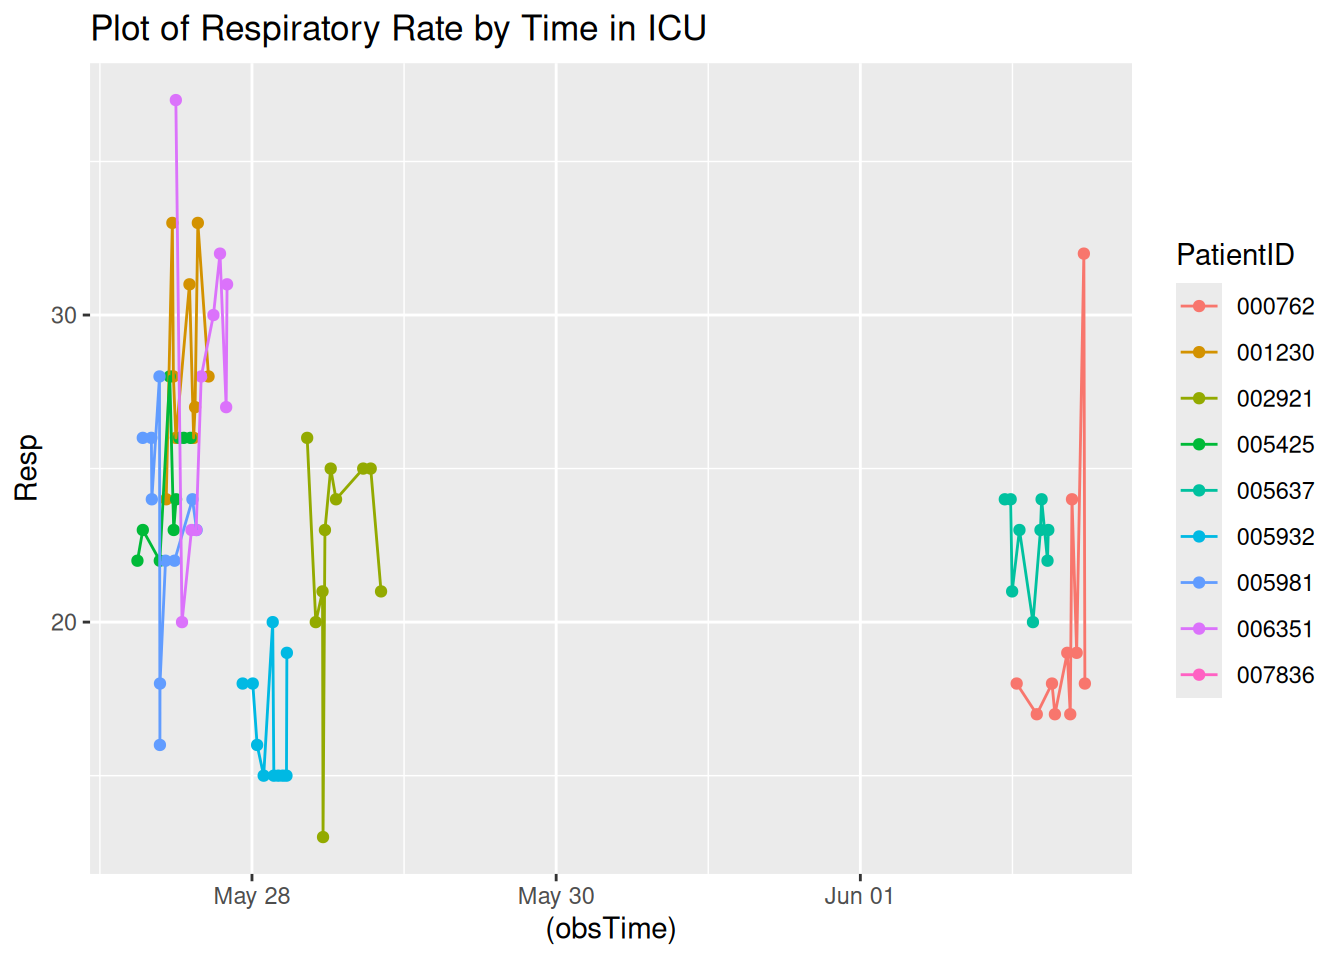 Plot of Respiratory Rate by Time in ICU
Resp
30
20
May 28
May 30
Jun 01
(obsTime)
PatientID
000762
001230
002921
005425
005637
005932
005981
006351
007836